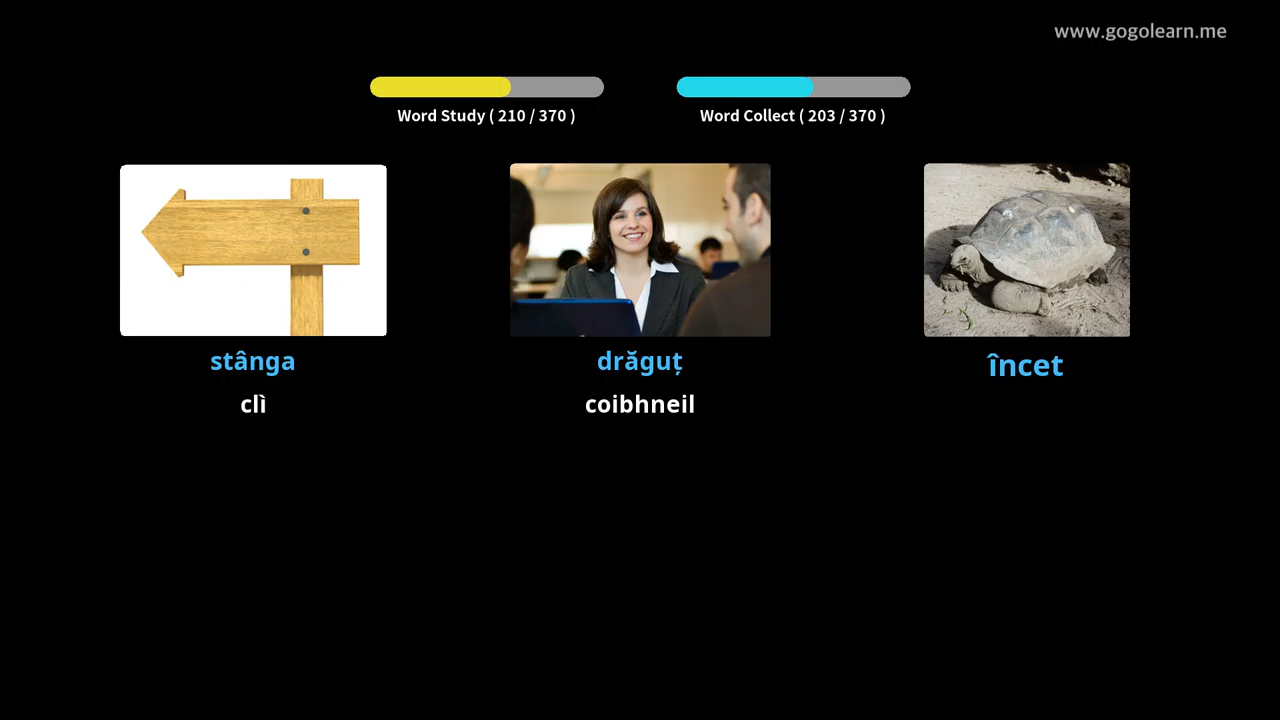 www.gogolearn.me
Word Study ( 210 / 370 )
Word Collect ( 203 / 370 )
stânga
drăguț
încet
clì
coibhneil